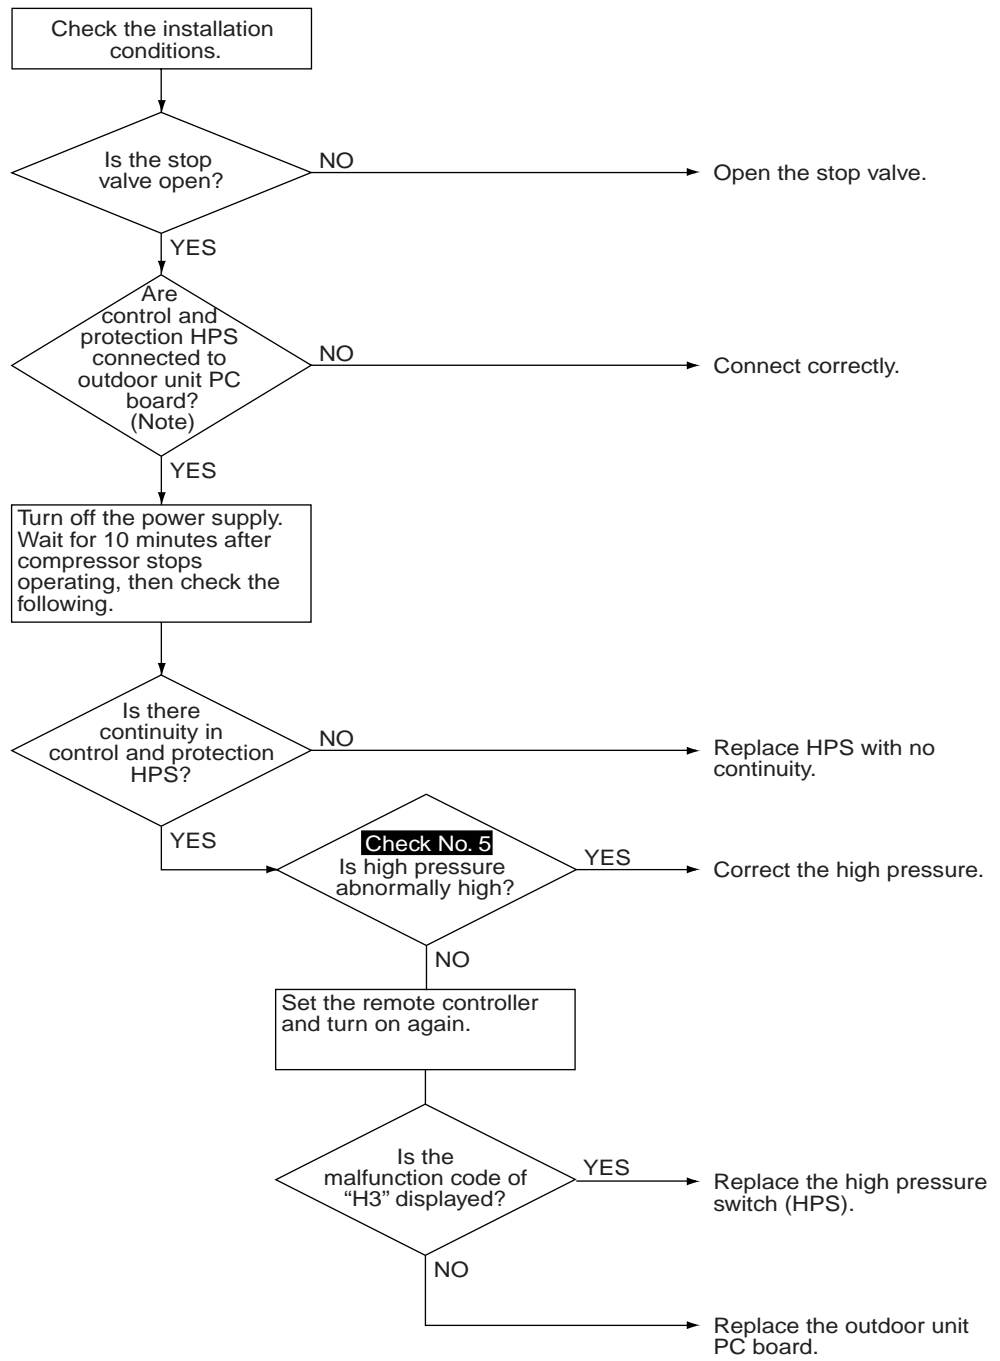 Check the installation
conditions.
Is the stop
valve open?
NO
Open the stop valve.
YES
Are
control and
protection HPS
connected to
outdoor unit PC
board?
(Note)
NO
Connect correctly.
YES
Turn off the power supply.
Wait for 10 minutes after
compressor stops
operating, then check the
following.
Is there
continuity in
control and protection
HPS?
NO
Replace HPS with no
continuity.
YES
Check No. 5
Is high pressure
abnormally high?
YES
Correct the high pressure.
NO
Set the remote controller
and turn on again.
Is the
malfunction code of
“H3” displayed?
YES
Replace the high pressure
switch (HPS).
NO
Replace the outdoor unit
PC board.